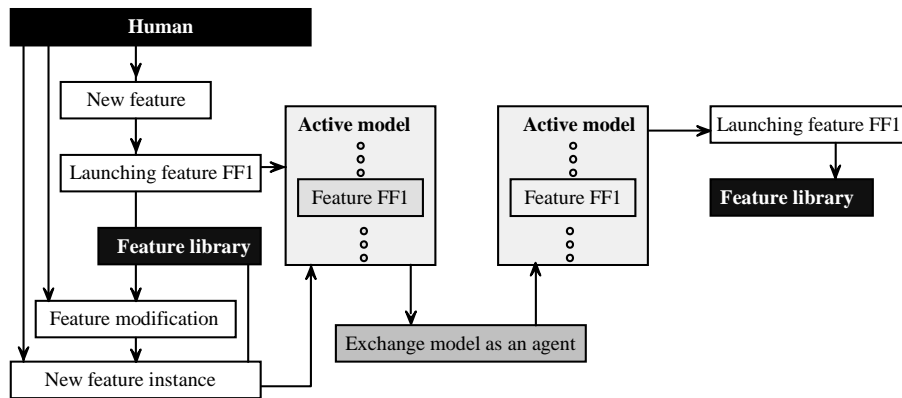 Human
New feature
Launching feature FF1
Feature library
Feature modification
New feature instance
Active model
Feature FF1
Exchange model as an agent
Active model
Feature FF1
Launching feature FF1
Feature library